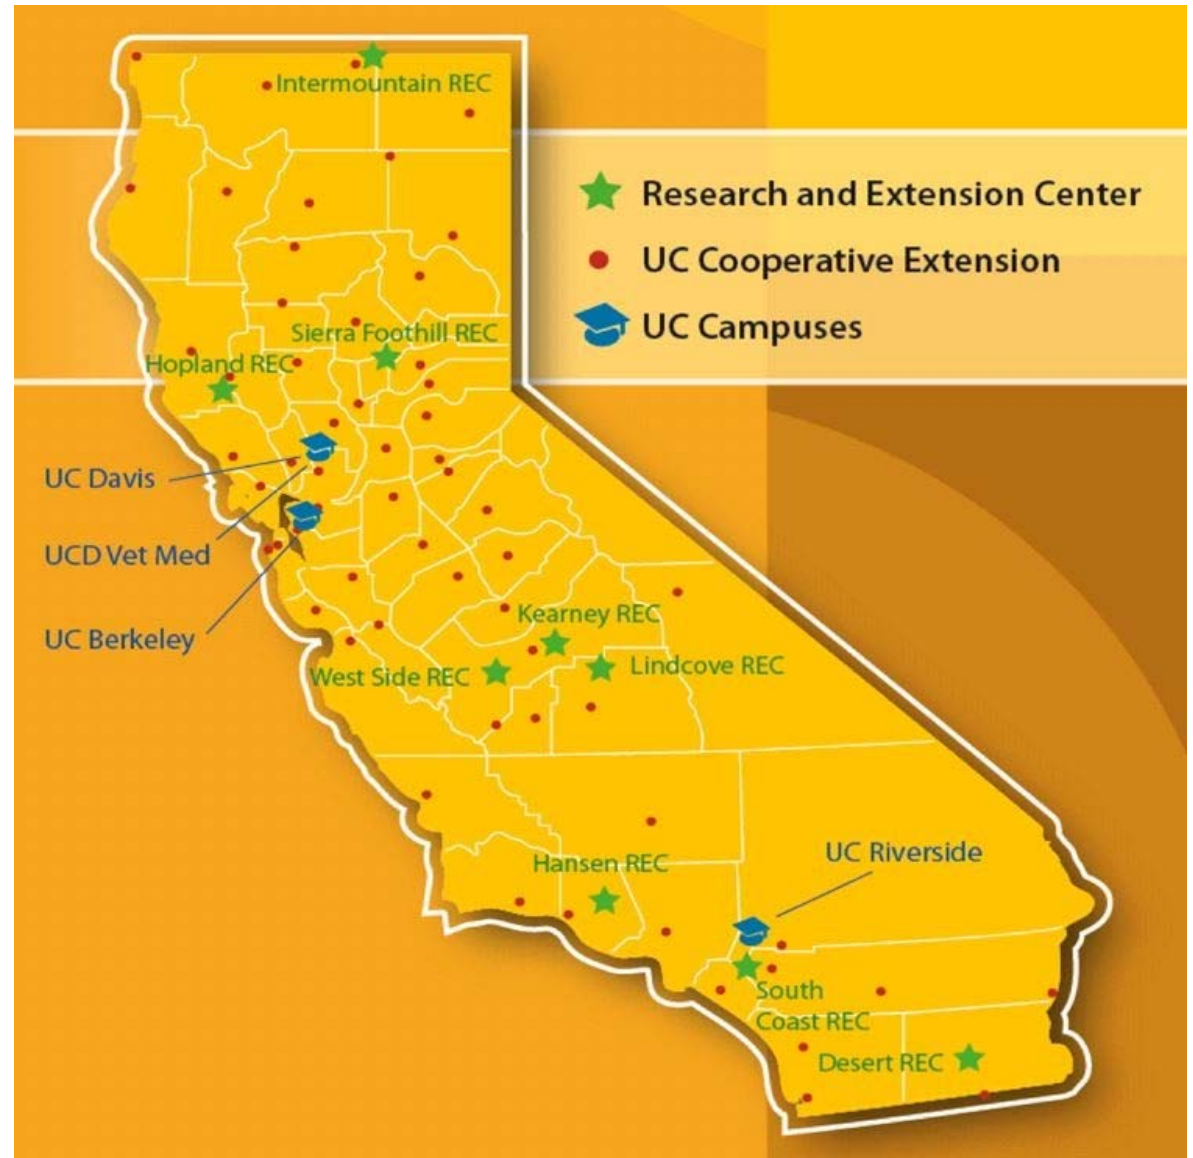 Intermountain REC
Research and Extension Center
UC Cooperative Extension
UC Campuses
Sierra Foothill REC
Hopland REC
UC Davis
UCD Vet Med
UC Berkeley
Kearney REC
West Side REC
Lindcove REC
Hansen REC
UC Riverside
South
Coast REC
Desert REC